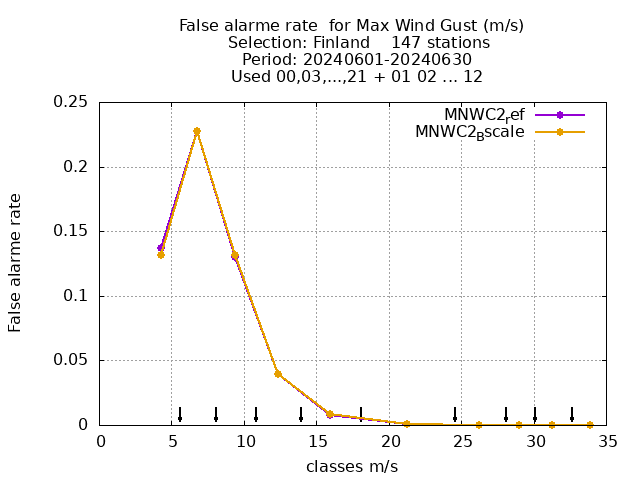 False alarme rate  for Max Wind Gust (m/s)
Selection: Finland    147 stations
Period: 20240601-20240630
Used 00,03,...,21 + 01 02 ... 12
MNWC2ref
MNWC2Bscale
0.25
0.2
0.15
0.1
0.05
0
False alarme rate
0 5 10 15 20 25 30 35
classes m/s